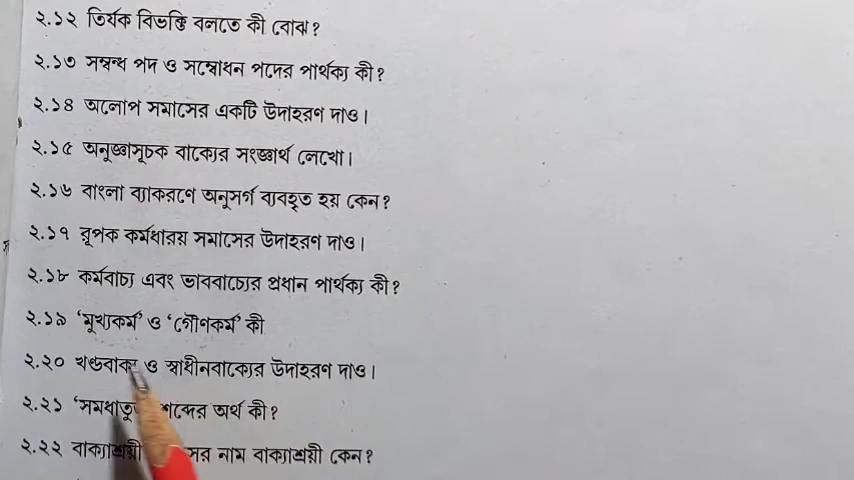 ২.১২ তির্যক বিভক্তি বলতে কী বোঝ?
২.১৩ সম্বন্ধ পদ ও সম্বোধন পদের পার্থক্য কী?
২.১৪ অলোপ সমাসের একটি উদাহরণ দাও।
২.১৫ অনুজ্ঞাসূচক বাক্যের সংজ্ঞার্থ লেখো।
২.১৬ বাংলা ব্যাকরণে অনুসর্গ ব্যবহৃত হয় কেন?
২.১৭ রূপক কর্মধারয় সমাসের উদাহরণ দাও।
২.১৮ কর্মবাচ্য এবং ভাববাচ্যের প্রধান পার্থক্য কী?
২.১৯ ‘মুখ্যকর্ম’ ও ‘গৌণকর্ম’ কী
২.২০ খণ্ডবাক্য ও স্বাধীনবাক্যের উদাহরণ দাও।
২.২১ অর্থ কী?
২.২২ বাক্যাশ্রয়ী নাম বাক্যাশ্রয়ী কেন?